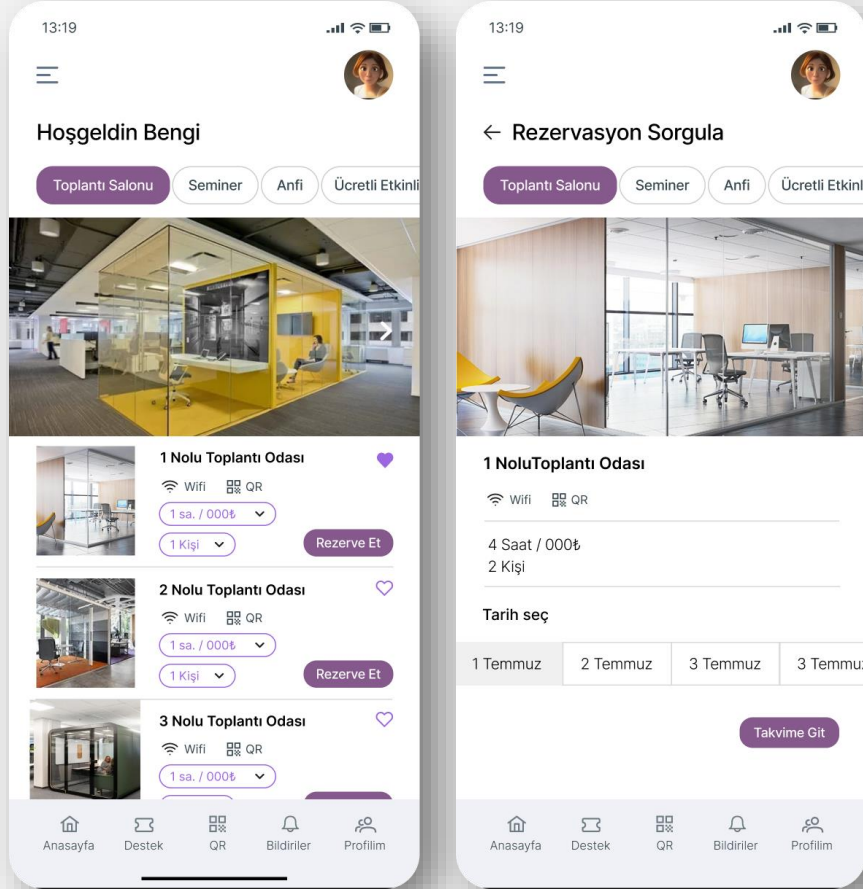 13:19
Hoşgeldin Bengi
Toplantı Salonu Seminer Anfi Ücretli Etkinli
1 Nolu Toplantı Odası
Wifi QR
1 sa. / 000₺
1 Kişi Rezerve Et
2 Nolu Toplantı Odası
Wifi QR
1 sa. / 000₺
1 Kişi Rezerve Et
3 Nolu Toplantı Odası
Wifi QR
1 sa. / 000₺
Anasayfa Destek QR Bildiriler Profilim
13:19
Rezervasyon Sorgula
Toplantı Salonu Seminer Anfi Ücretli Etkinl
1 NoluToplantı Odası
Wifi QR
4 Saat / 000₺
2 Kişi
Tarih seç
1 Temmuz 2 Temmuz 3 Temmuz 3 Temmuz
Takvime Git
Anasayfa Destek QR Bildiriler Profilim